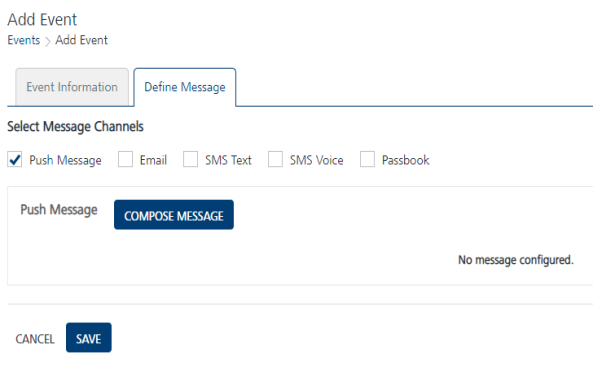 Add Event
Events > Add Event
Event Information Define Message
Select Message Channels
Push Message Email SMS Text SMS Voice Passbook
Push Message COMPOSE MESSAGE
No message configured.
CANCEL SAVE